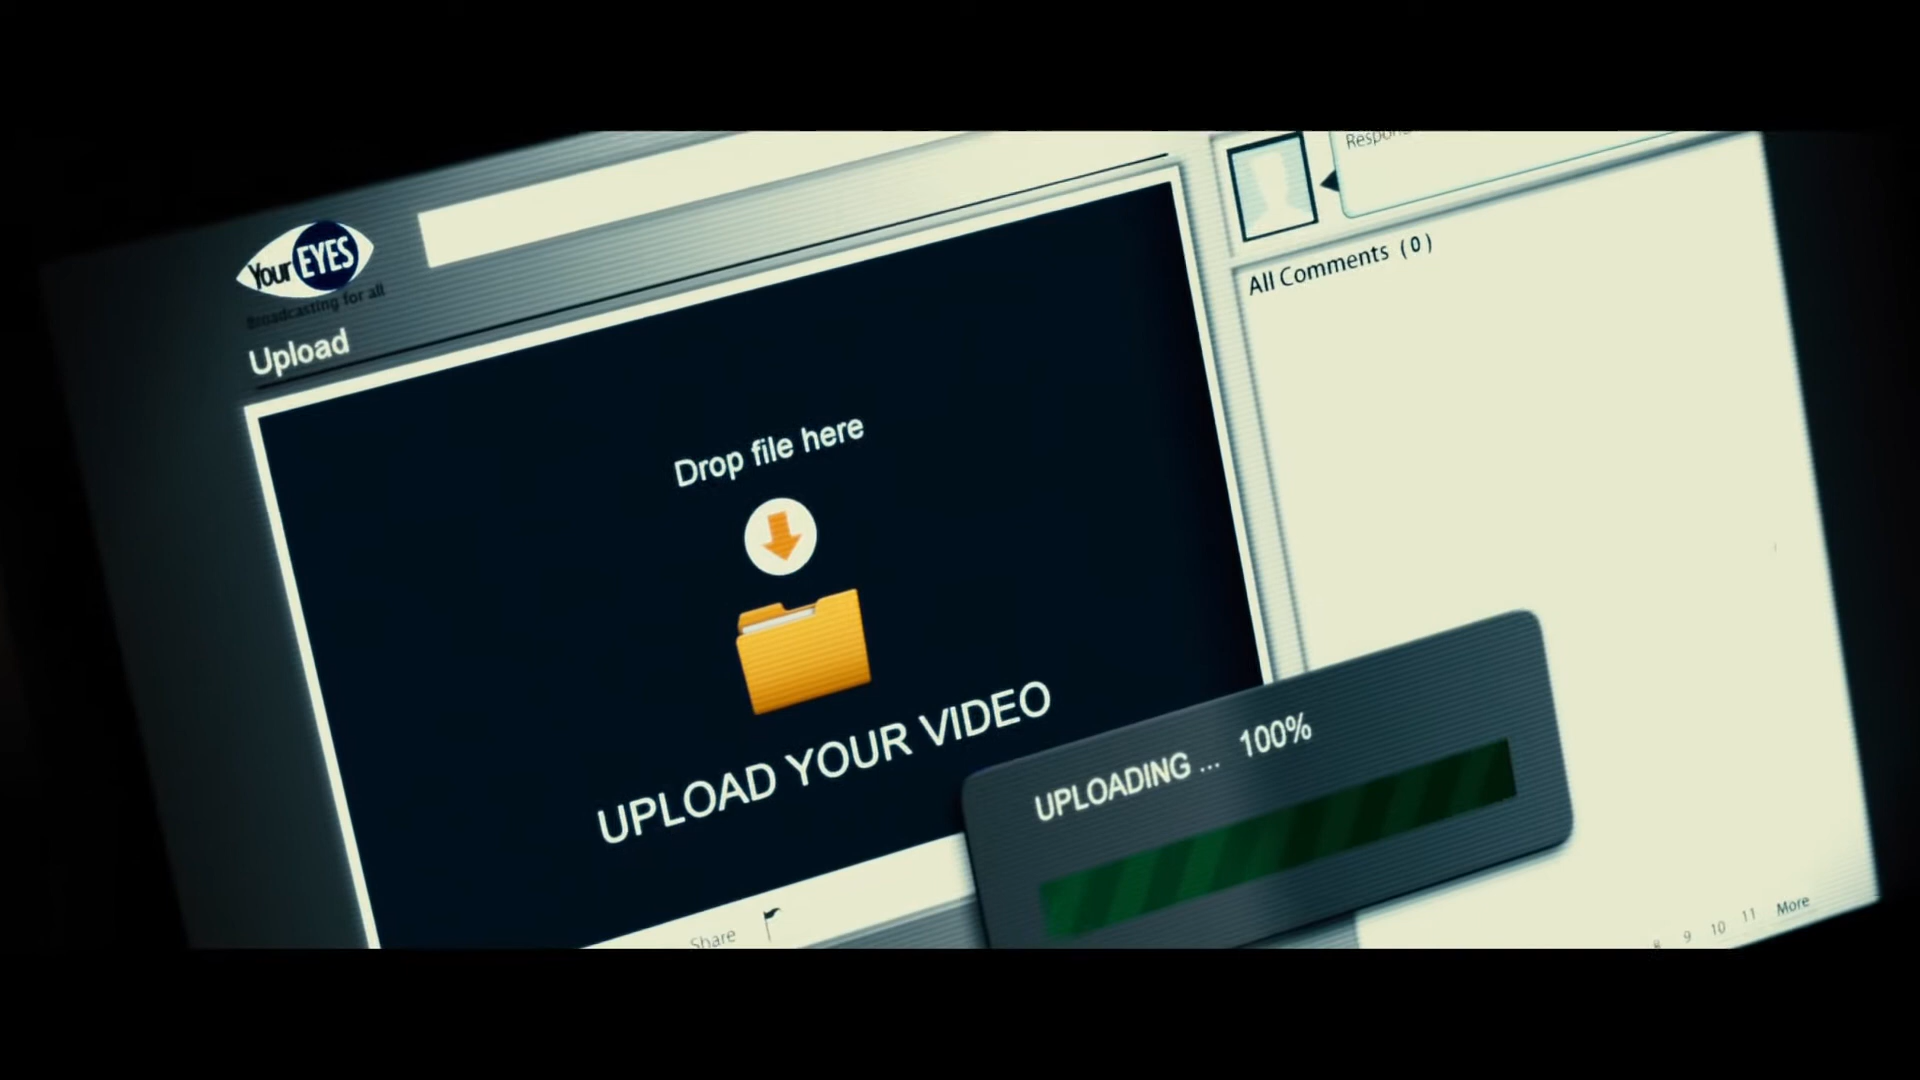 Your EYES
Broadcasting for all
Upload
Drop file here
UPLOAD YOUR VIDEO
UPLOADING ... 100%
Share
All Comments (0)
9 10 11 More